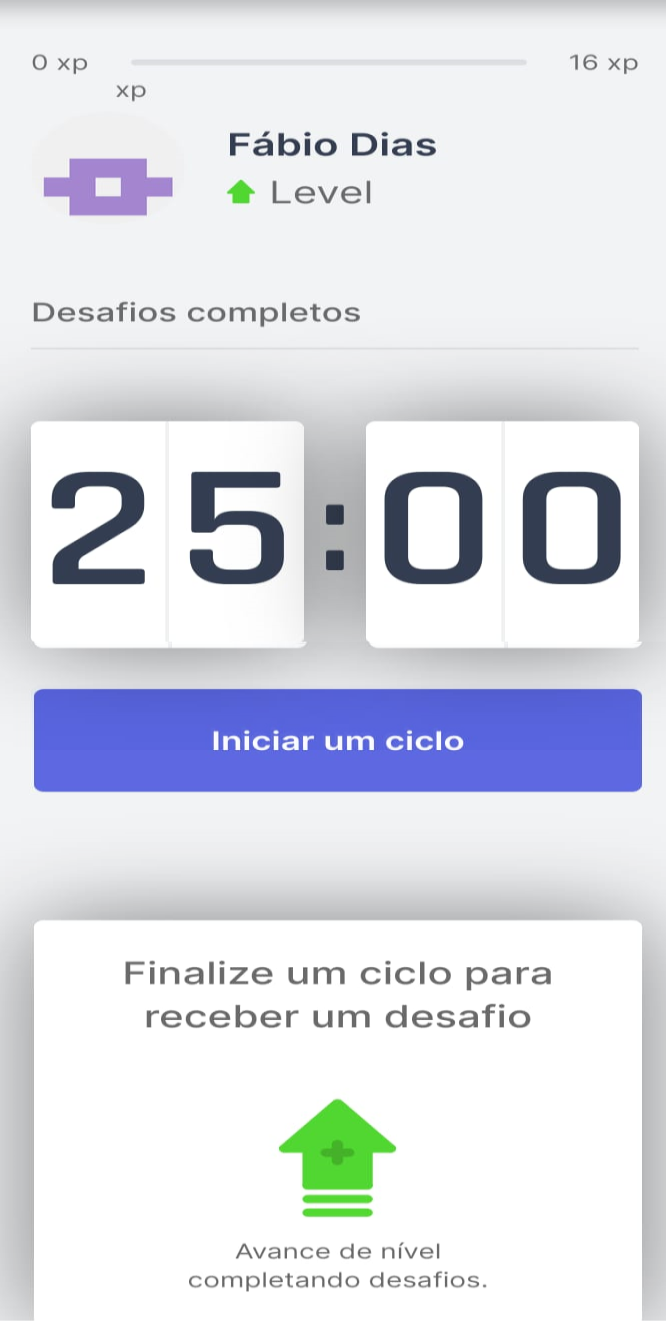 0 xp
16 xp
xp
Fábio Dias
Level
Desafios completos
25:00
Iniciar um ciclo
Finalize um ciclo para
receber um desafio
Avance de nível
completando desafios.